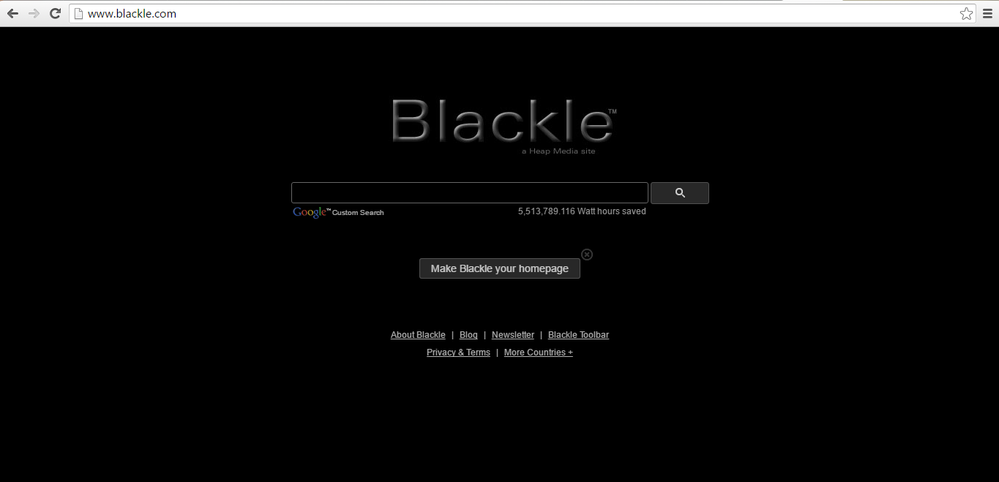 www.blackle.com
Blackle™
a Heap Media site
Google™ Custom Search 5,513,789.116 Watt hours saved
Make Blackle your homepage
About Blackle | Blog | Newsletter | Blackle Toolbar
Privacy & Terms | More Countries +